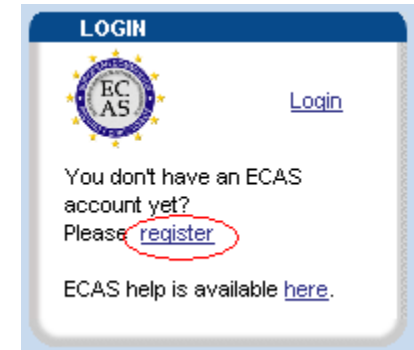 LOGIN
EC
AS
Login
You don't have an ECAS
account yet?
Please register
ECAS help is available here.